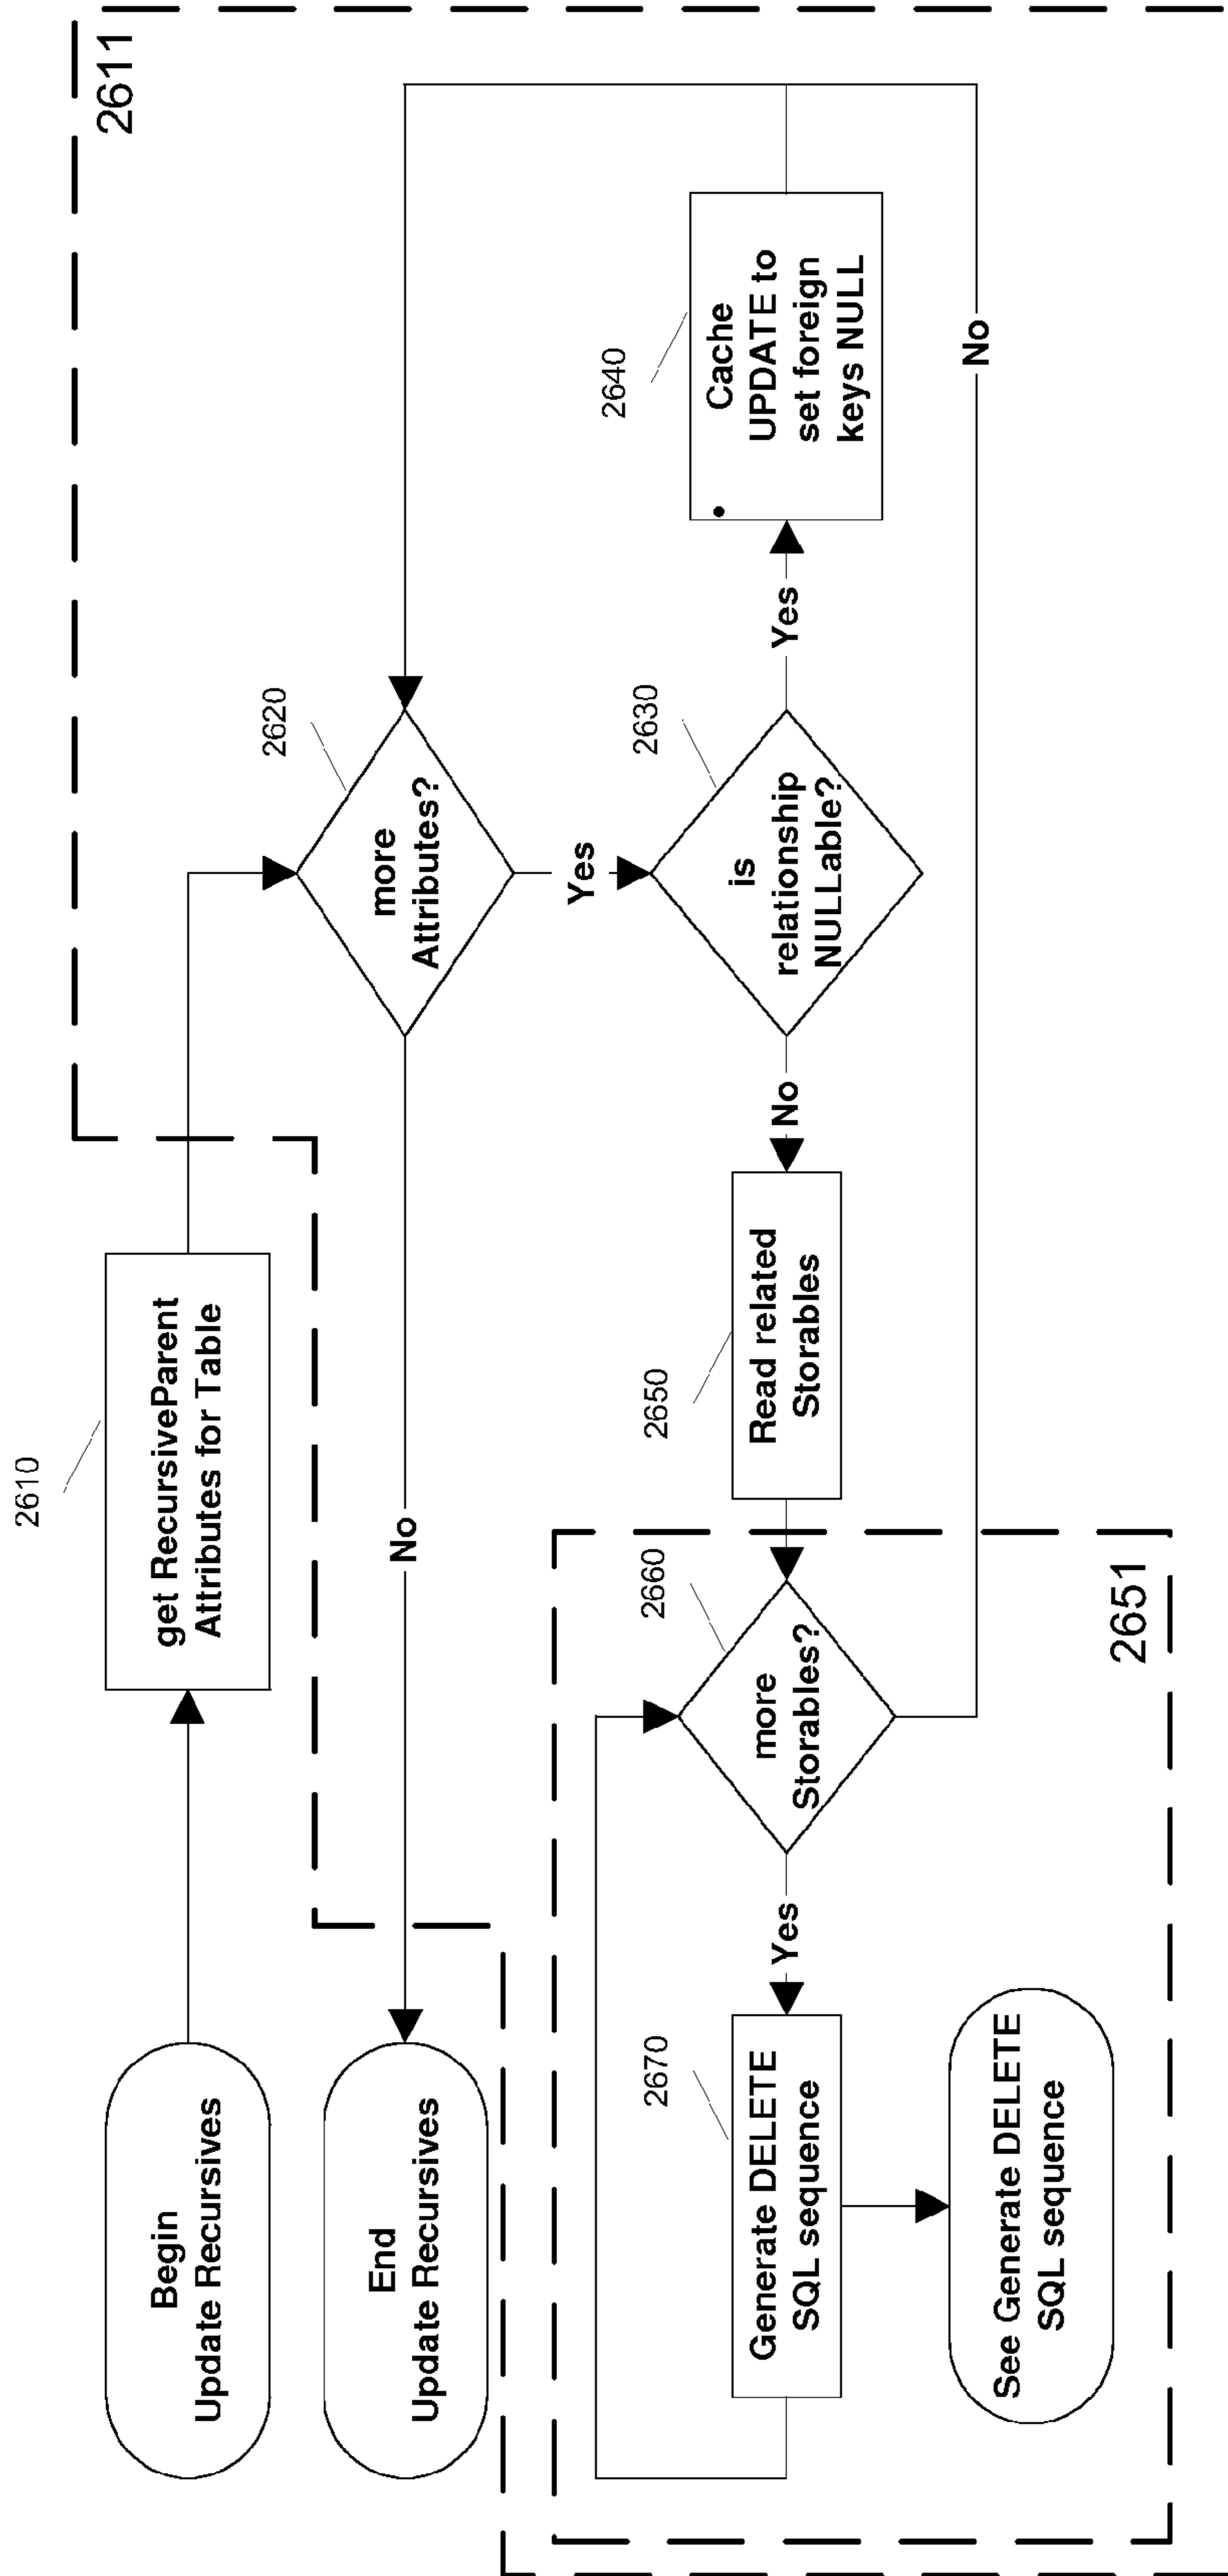 2611
Begin
Update Recursives
2610
get RecursiveParent
Attributes for Table
End
Update Recursives
No
2620
more
Attributes?
Yes
2630
is
relationship
NULLable?
Yes
2640
• Cache
UPDATE to
set foreign
keys NULL
No
2650
Read related
Storables
2660
more
Storables?
No
Yes
2670
Generate DELETE
SQL sequence
See Generate DELETE
SQL sequence
2651